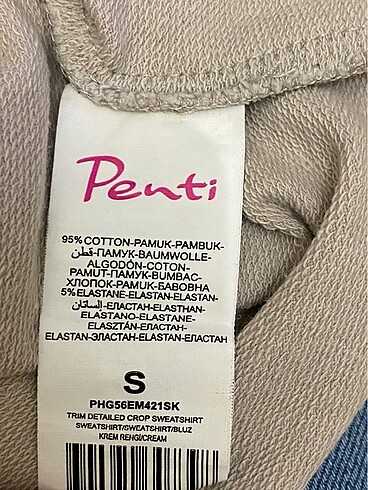 Penti
95% COTTON-PAMUK-PAMBUK-
قطن-ПАМУК-BAUMWOLLE-
ALGODÓN-COTON-
PAMUT-ПАМУК-BUMBAC-
ХЛОПОК-PAMUK-БАВОВНА
5% ELASTANE-ELASTAN-ELASTAN-
إلستان-ЕЛАСТАН-ELASTHAN-
ELASTANO-ELASTANE-
ELASZTÁN-ЕЛАСТАН-
ELASTAN-ЭЛАСТАН-ELASTAN-ЕЛАСТАН
S
PHG56EM421SK
TRIM DETAILED CROP SWEATSHIRT
SWEATSHIRT/SWEATSHIRT/BLUZ
KREM RENGİ/CREAM